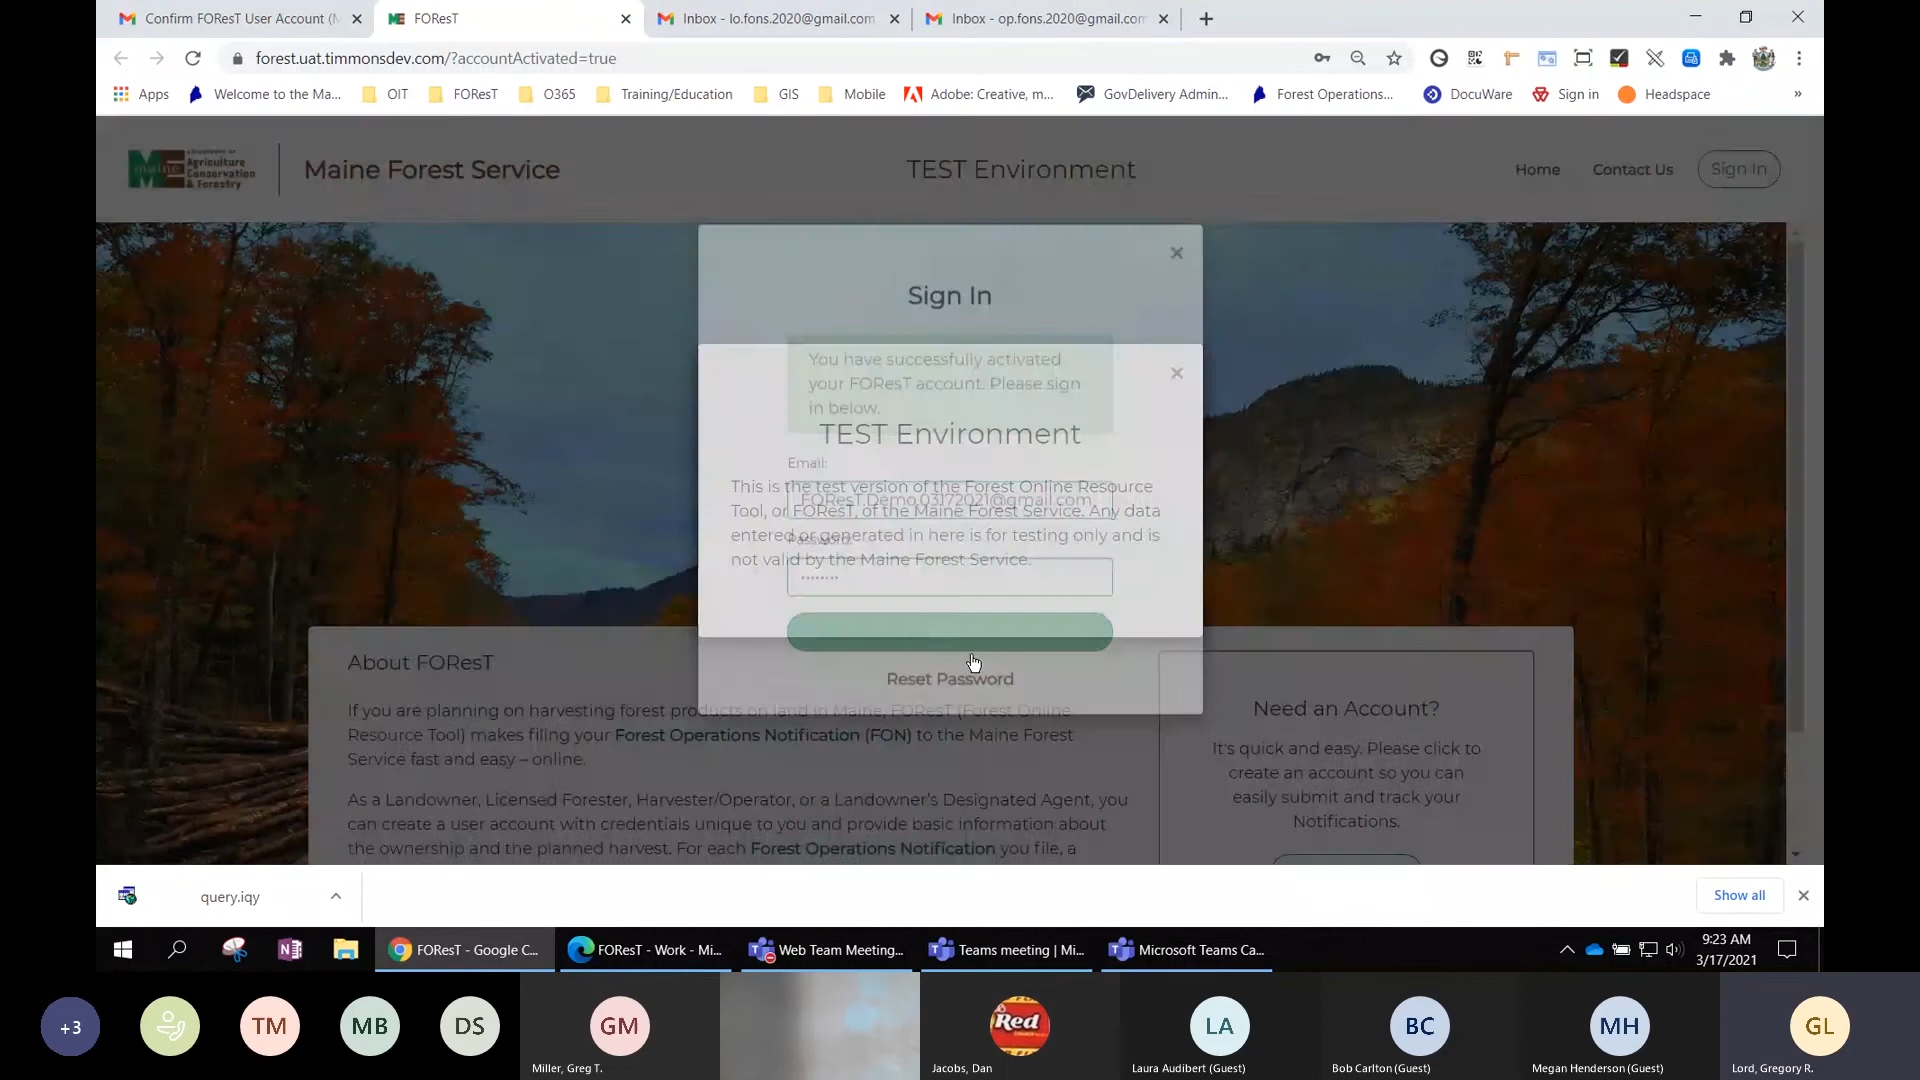 Confirm FOResT User Account (M
FOResT
Inbox - lo.fons.2020@gmail.com
Inbox - op.fons.2020@gmail.com
forest.uat.timmonsdev.com/?accountActivated=true
Apps
Welcome to the Ma...
OIT
FOResT
O365
Training/Education
GIS
Mobile
Adobe: Creative, m...
GovDelivery Admin...
Forest Operations...
DocuWare
Sign in
Headspace
»
maine
Agriculture
Conservation
& Forestry
Maine Forest Service
TEST Environment
Home
Contact Us
Sign In
Sign In
You have successfully activated
your FOResT account. Please sign
in below.
TEST Environment
Email:
FOResT.Demo.03172021@gmail.com
This is the test version of the Forest Online Resource
Tool, or FOResT, of the Maine Forest Service. Any data
entered or generated in here is for testing only and is
not valid by the Maine Forest Service.
Password:
Reset Password
About FOResT
If you are planning on harvesting forest products on land in Maine, FOResT (Forest Online
Resource Tool) makes filing your Forest Operations Notification (FON) to the Maine Forest
Service fast and easy – online.
As a Landowner, Licensed Forester, Harvester/Operator, or a Landowner's Designated Agent, you
can create a user account with credentials unique to you and provide basic information about
the ownership and the planned harvest. For each Forest Operations Notification you file, a
Need an Account?
It's quick and easy. Please click to
create an account so you can
easily submit and track your
Notifications.
query.iqy
Show all
FOResT - Google C...
FOResT - Work - Mi...
Web Team Meeting...
Teams meeting | Mi...
Microsoft Teams Ca...
9:23 AM
3/17/2021
+3
TM
MB
DS
GM
Miller, Greg T.
Red
Jacobs, Dan
LA
Laura Audibert (Guest)
BC
Bob Carlton (Guest)
MH
Megan Henderson (Guest)
GL
Lord, Gregory R.